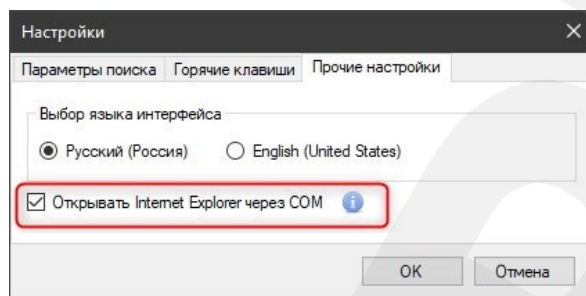 Настройки
Параметры поиска Горячие клавиши Прочие настройки
Выбор языка интерфейса
Русский (Россия) English (United States)
Открывать Internet Explorer через COM
OK Отмена